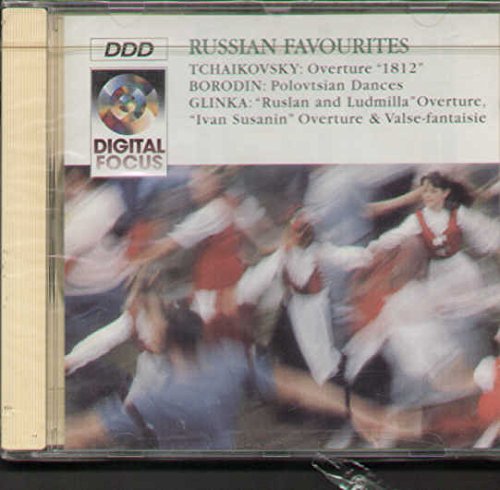 DDD
DIGITAL
FOCUS
RUSSIAN FAVOURITES
TCHAIKOVSKY: Overture "1812"
BORODIN: Polovtsian Dances
GLINKA: "Ruslan and Ludmilla" Overture,
"Ivan Susanin" Overture & Valse-fantaisie